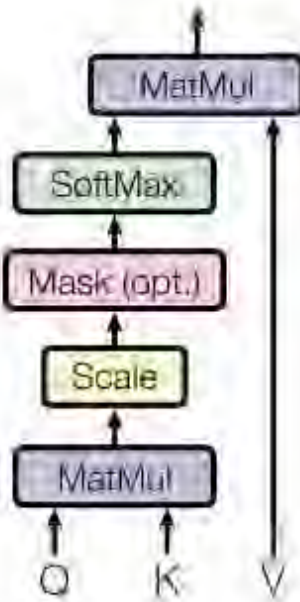 MatMul
SoftMax
Mask (opt.)
Scale
MatMul
Q K V